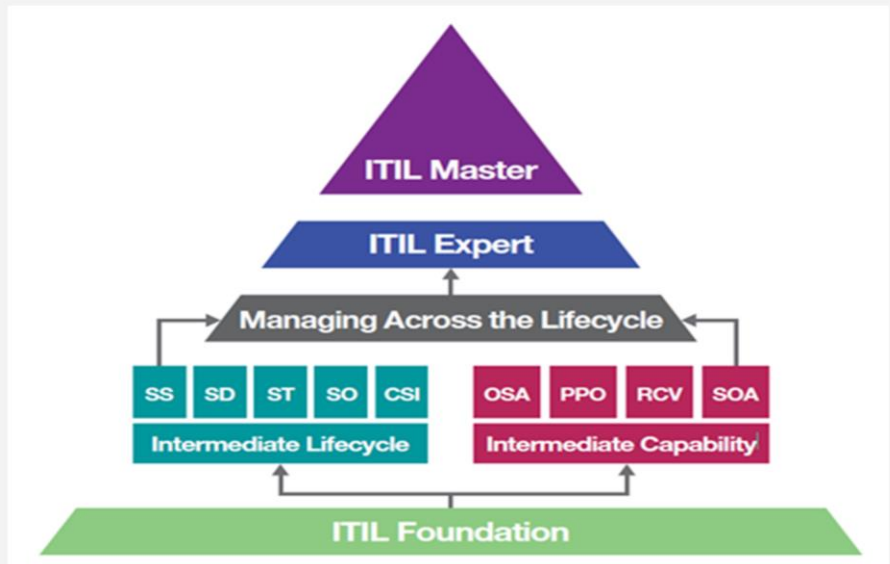 ITIL Master
ITIL Expert
Managing Across the Lifecycle
SS SD ST SO CSI
OSA PPO RCV SOA
Intermediate Lifecycle
Intermediate Capability
ITIL Foundation